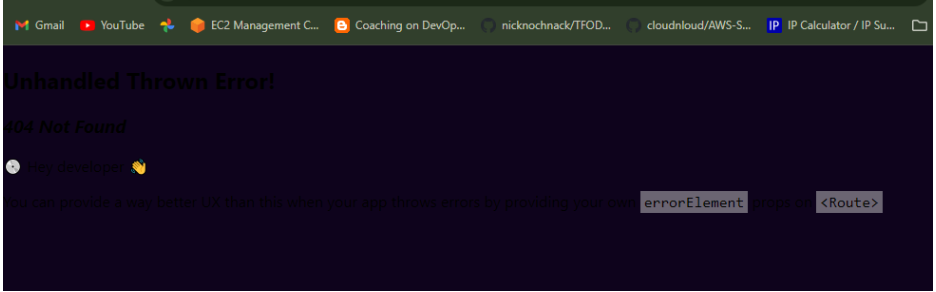 Gmail YouTube EC2 Management C... Coaching on DevOp... nicknochnack/TFOD... cloudnloud/AWS-S... IP IP Calculator / IP Su...
Unhandled Thrown Error!
404 Not Found
💿 Hey developer 👋
You can provide a way better UX than this when your app throws errors by providing your own errorElement props on <Route>